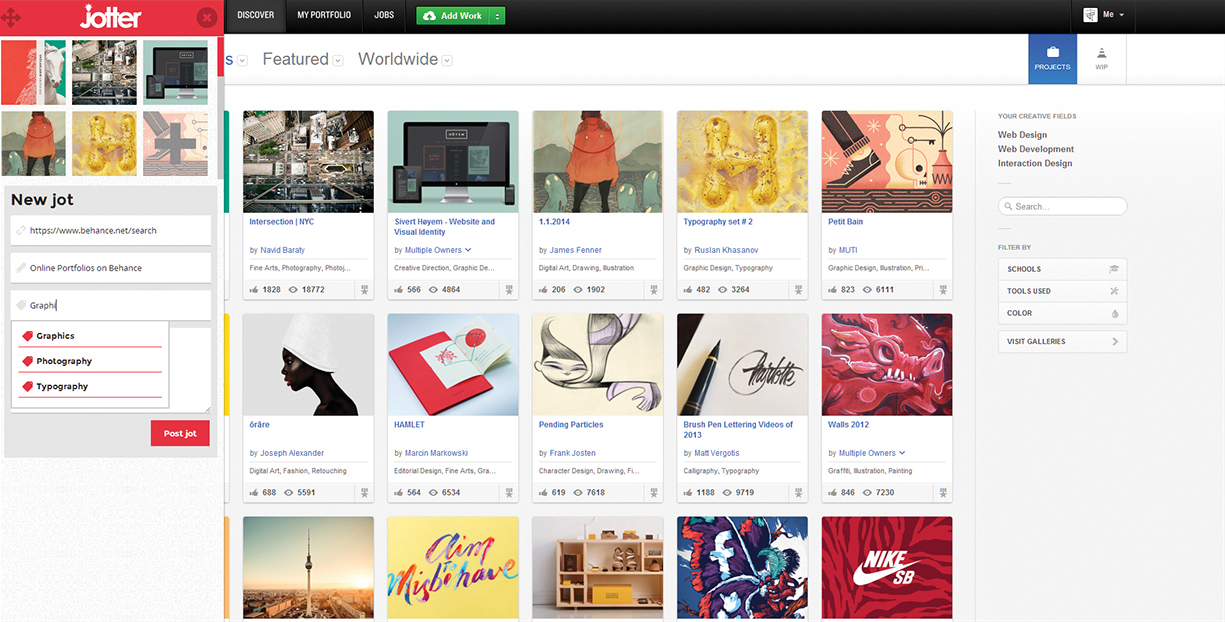 jotter
DISCOVER
MY PORTFOLIO
JOBS
Add Work
Me
s
Featured
Worldwide
PROJECTS
WIP
New jot
https://www.behance.net/search
Online Portfolios on Behance
Graphi
Graphics
Photography
Typography
Post jot
HØYEM
Intersection | NYC
by Navid Baraty
Fine Arts, Photography, Photoj...
1828 18772
Sivert Høyem - Website and
Visual Identity
by Multiple Owners
Creative Direction, Graphic De...
566 4864
1.1.2014
by James Fenner
Digital Art, Drawing, Illustration
206 1902
H
Typography set # 2
by Ruslan Khasanov
Graphic Design, Typography
482 3264
Petit Bain
by MUTI
Graphic Design, Illustration, Pri...
823 6111
öräre
by Joseph Alexander
Digital Art, Fashion, Retouching
688 5591
HAMLET
by Marcin Markowski
Editorial Design, Fine Arts, Gra...
564 6534
Pending Particles
by Frank Josten
Character Design, Drawing, Fi...
619 7618
Brush Pen Lettering Videos of
2013
by Matt Vergotis
Calligraphy, Typography
1188 9719
Walls 2012
by Multiple Owners
Graffiti, Illustration, Painting
846 7230
Aim
to
Misbehave
NIKE
SB
YOUR CREATIVE FIELDS
Web Design
Web Development
Interaction Design
Search...
FILTER BY
SCHOOLS
TOOLS USED
COLOR
VISIT GALLERIES